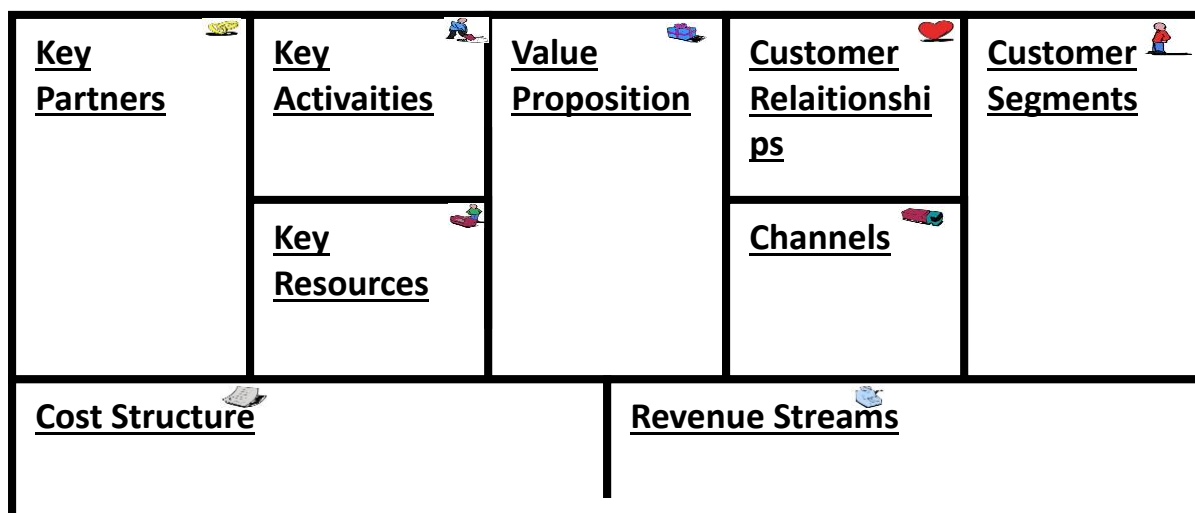 Key
Partners
Key
Activaities
Key
Resources
Value
Proposition
Customer
Relaitionshi
ps
Channels
Customer
Segments
Cost Structure
Revenue Streams